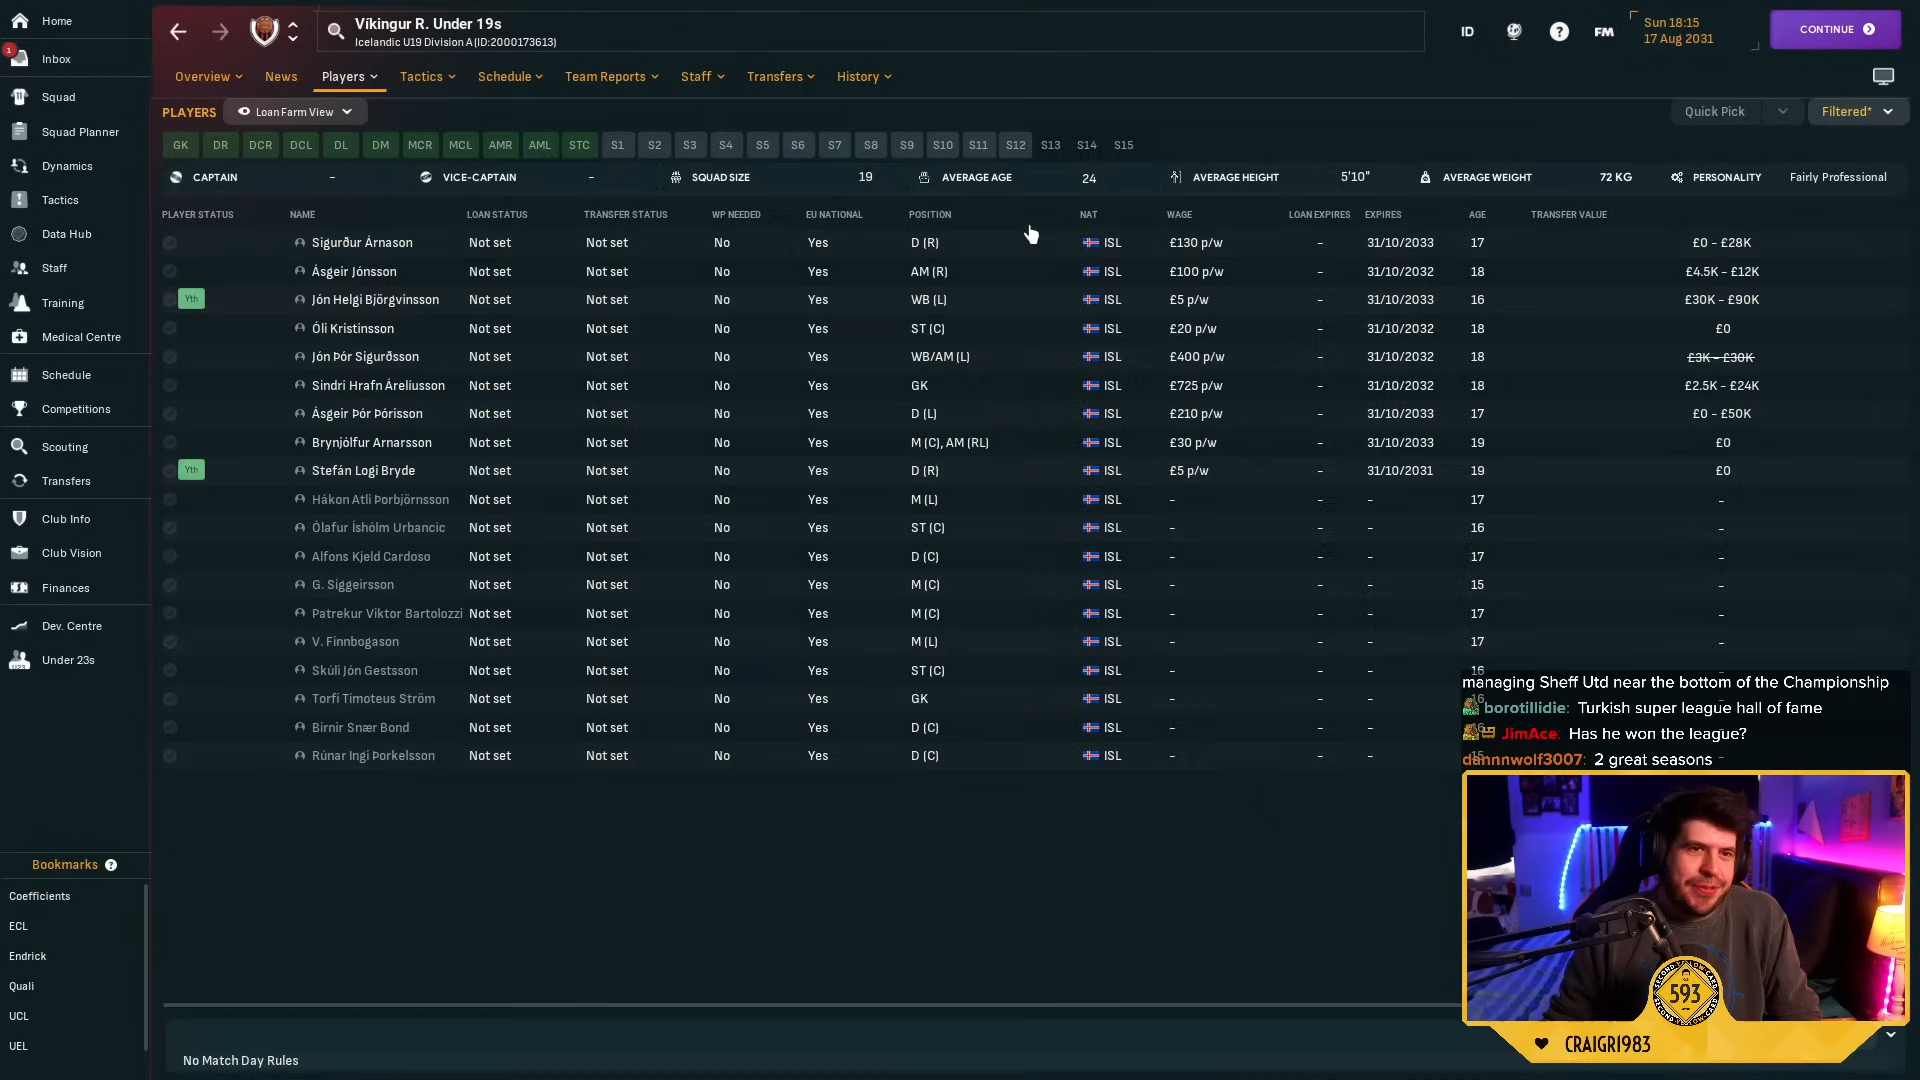 Home
1
Inbox
Squad
Squad Planner
Dynamics
Tactics
Data Hub
Staff
Training
Medical Centre
Schedule
Competitions
Scouting
Transfers
Club Info
Club Vision
Finances
Dev. Centre
Under 23s
Bookmarks ?
Coefficients
ECL
Endrick
Quali
UCL
UEL
Víkingur R. Under 19s
Icelandic U19 Division A (ID:2000173613)
ID ? FM
Sun 18:15
17 Aug 2031
CONTINUE
Overview News Players Tactics Schedule Team Reports Staff Transfers History
PLAYERS Loan Farm View Quick Pick Filtered*
GK DR DCR DCL DL DM MCR MCL AMR AML STC S1 S2 S3 S4 S5 S6 S7 S8 S9 S10 S11 S12 S13 S14 S15
CAPTAIN - VICE-CAPTAIN - SQUAD SIZE 19 AVERAGE AGE 24 AVERAGE HEIGHT 5'10" AVERAGE WEIGHT 72 KG PERSONALITY Fairly Professional
PLAYER STATUS NAME LOAN STATUS TRANSFER STATUS WP NEEDED EU NATIONAL POSITION NAT WAGE LOAN EXPIRES EXPIRES AGE TRANSFER VALUE
Sigurður Árnason Not set Not set No Yes D (R) ISL £130 p/w - 31/10/2033 17 £0 - £28K
Ásgeir Jónsson Not set Not set No Yes AM (R) ISL £100 p/w - 31/10/2032 18 £4.5K - £12K
Yth Jón Helgi Björgvinsson Not set Not set No Yes WB (L) ISL £5 p/w - 31/10/2033 16 £30K - £90K
Óli Kristinsson Not set Not set No Yes ST (C) ISL £20 p/w - 31/10/2032 18 £0
Jón Þór Sigurðsson Not set Not set No Yes WB/AM (L) ISL £400 p/w - 31/10/2032 18 £3K - £30K
Sindri Hrafn Árelíusson Not set Not set No Yes GK ISL £725 p/w - 31/10/2032 18 £2.5K - £24K
Ásgeir Þór Þórisson Not set Not set No Yes D (L) ISL £210 p/w - 31/10/2033 17 £0 - £50K
Brynjólfur Arnarsson Not set Not set No Yes M (C), AM (RL) ISL £30 p/w - 31/10/2033 19 £0
Yth Stefán Logi Bryde Not set Not set No Yes D (R) ISL £5 p/w - 31/10/2031 19 £0
Hákon Atli Þorbjörnsson Not set Not set No Yes M (L) ISL - - - 17 -
Ólafur Íshólm Urbancic Not set Not set No Yes ST (C) ISL - - - 16 -
Alfons Kjeld Cardoso Not set Not set No Yes D (C) ISL - - - 17 -
G. Siggeirsson Not set Not set No Yes M (C) ISL - - - 15 -
Patrekur Viktor Bartolozzi Not set Not set No Yes M (C) ISL - - - 17 -
V. Finnbogason Not set Not set No Yes M (L) ISL - - - 17 -
Skúli Jón Gestsson Not set Not set No Yes ST (C) ISL - - - 16 -
Torfi Tímoteus Ström Not set Not set No Yes GK ISL - - - 16
Birnir Snær Bond Not set Not set No Yes D (C) ISL - - -
Rúnar Ingi Þorkelsson Not set Not set No Yes D (C) ISL - - - 15 -
managing Sheff Utd near the bottom of the Championship
borotillidie: Turkish super league hall of fame
JimAce: Has he won the league?
dannnwolf3007: 2 great seasons
593
CRAIGR1983
No Match Day Rules